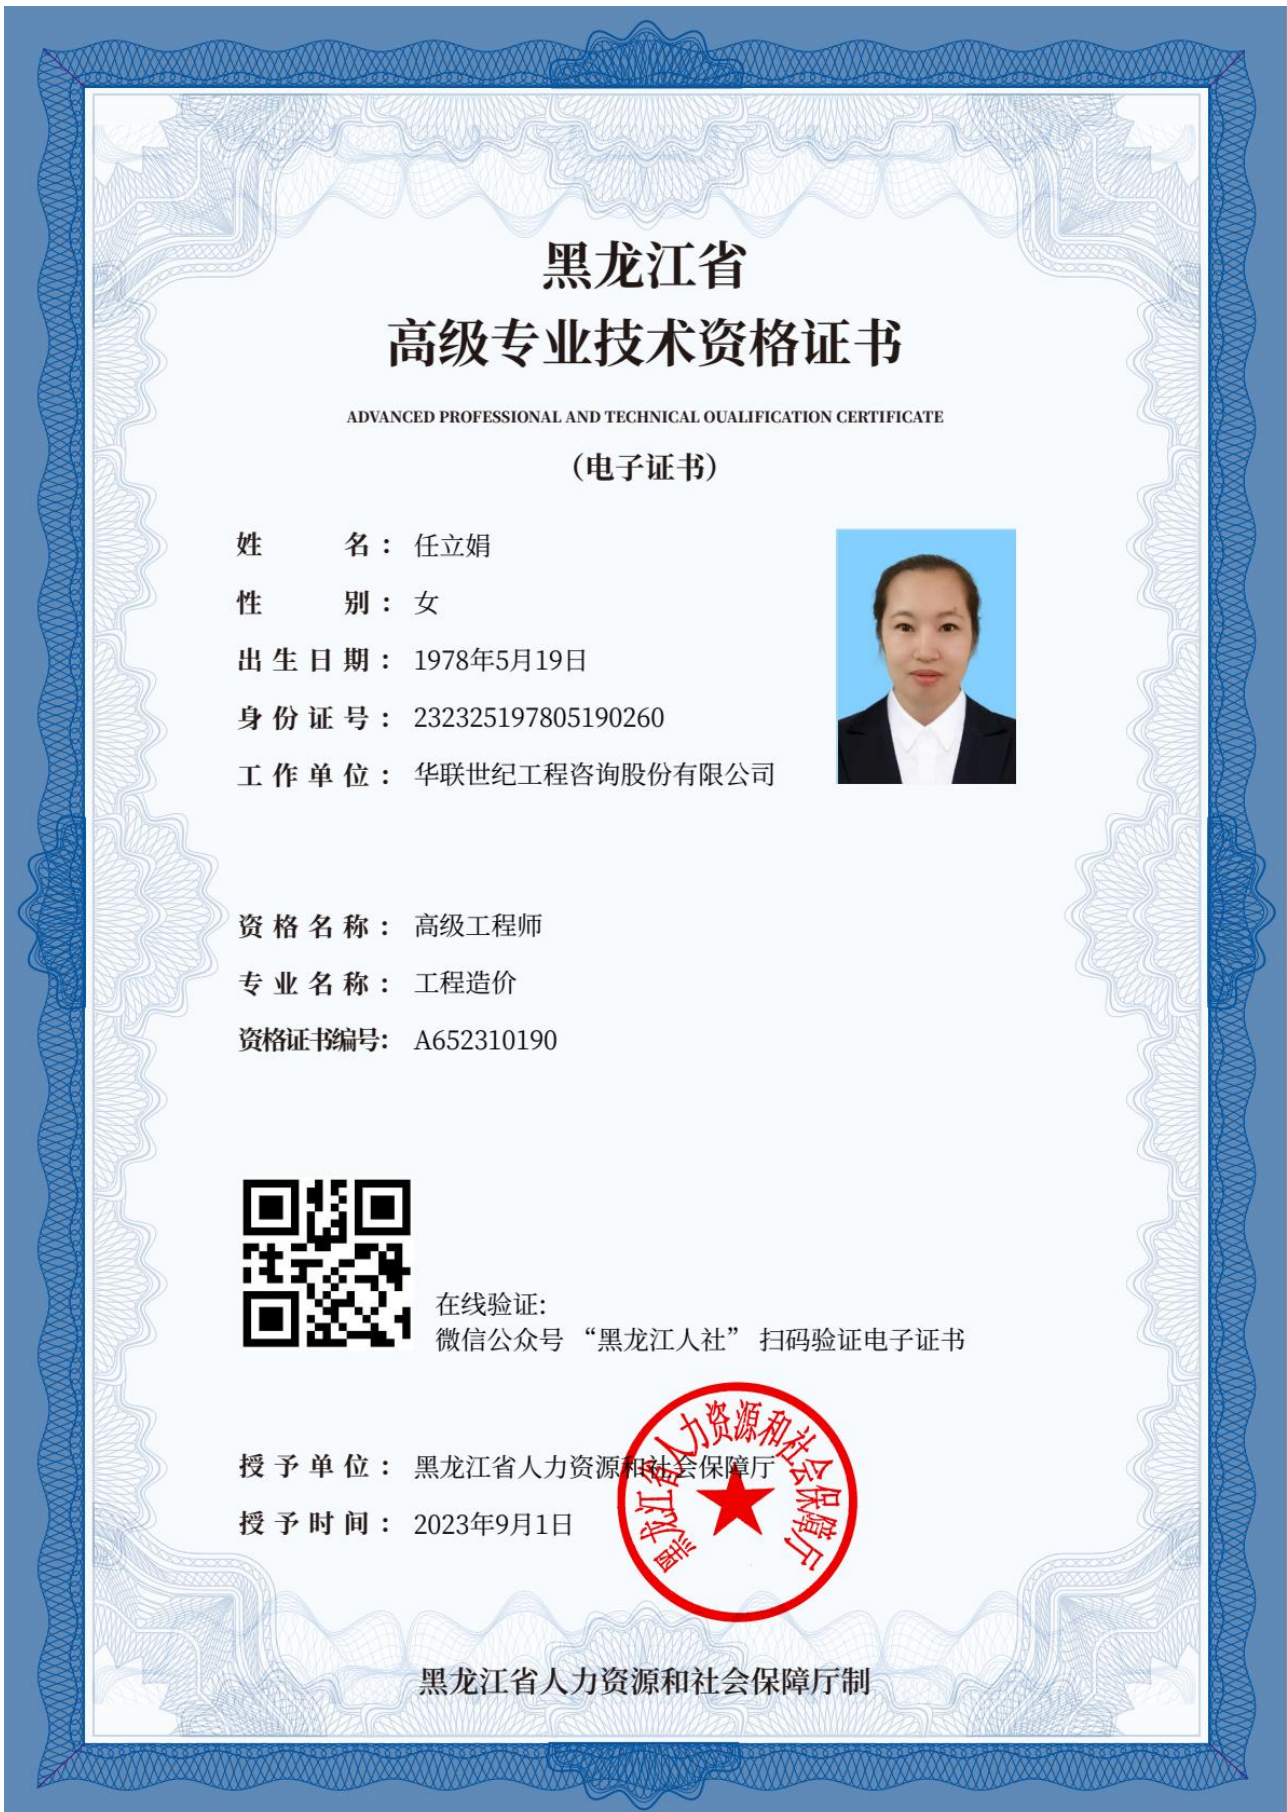 黑龙江省
高级专业技术资格证书
ADVANCED PROFESSIONAL AND TECHNICAL OUALIFICATION CERTIFICATE
（电子证书）
姓名：任立娟
性别：女
出生日期：1978年5月19日
身份证号：232325197805190260
工作单位：华联世纪工程咨询股份有限公司
资格名称：高级工程师
专业名称：工程造价
资格证书编号：A652310190
在线验证:
微信公众号“黑龙江人社”扫码验证电子证书
授予单位：黑龙江省人力资源和社会保障厅
授予时间：2023年9月1日
黑龙江省人力资源和社会保障厅
黑龙江省人力资源和社会保障厅制